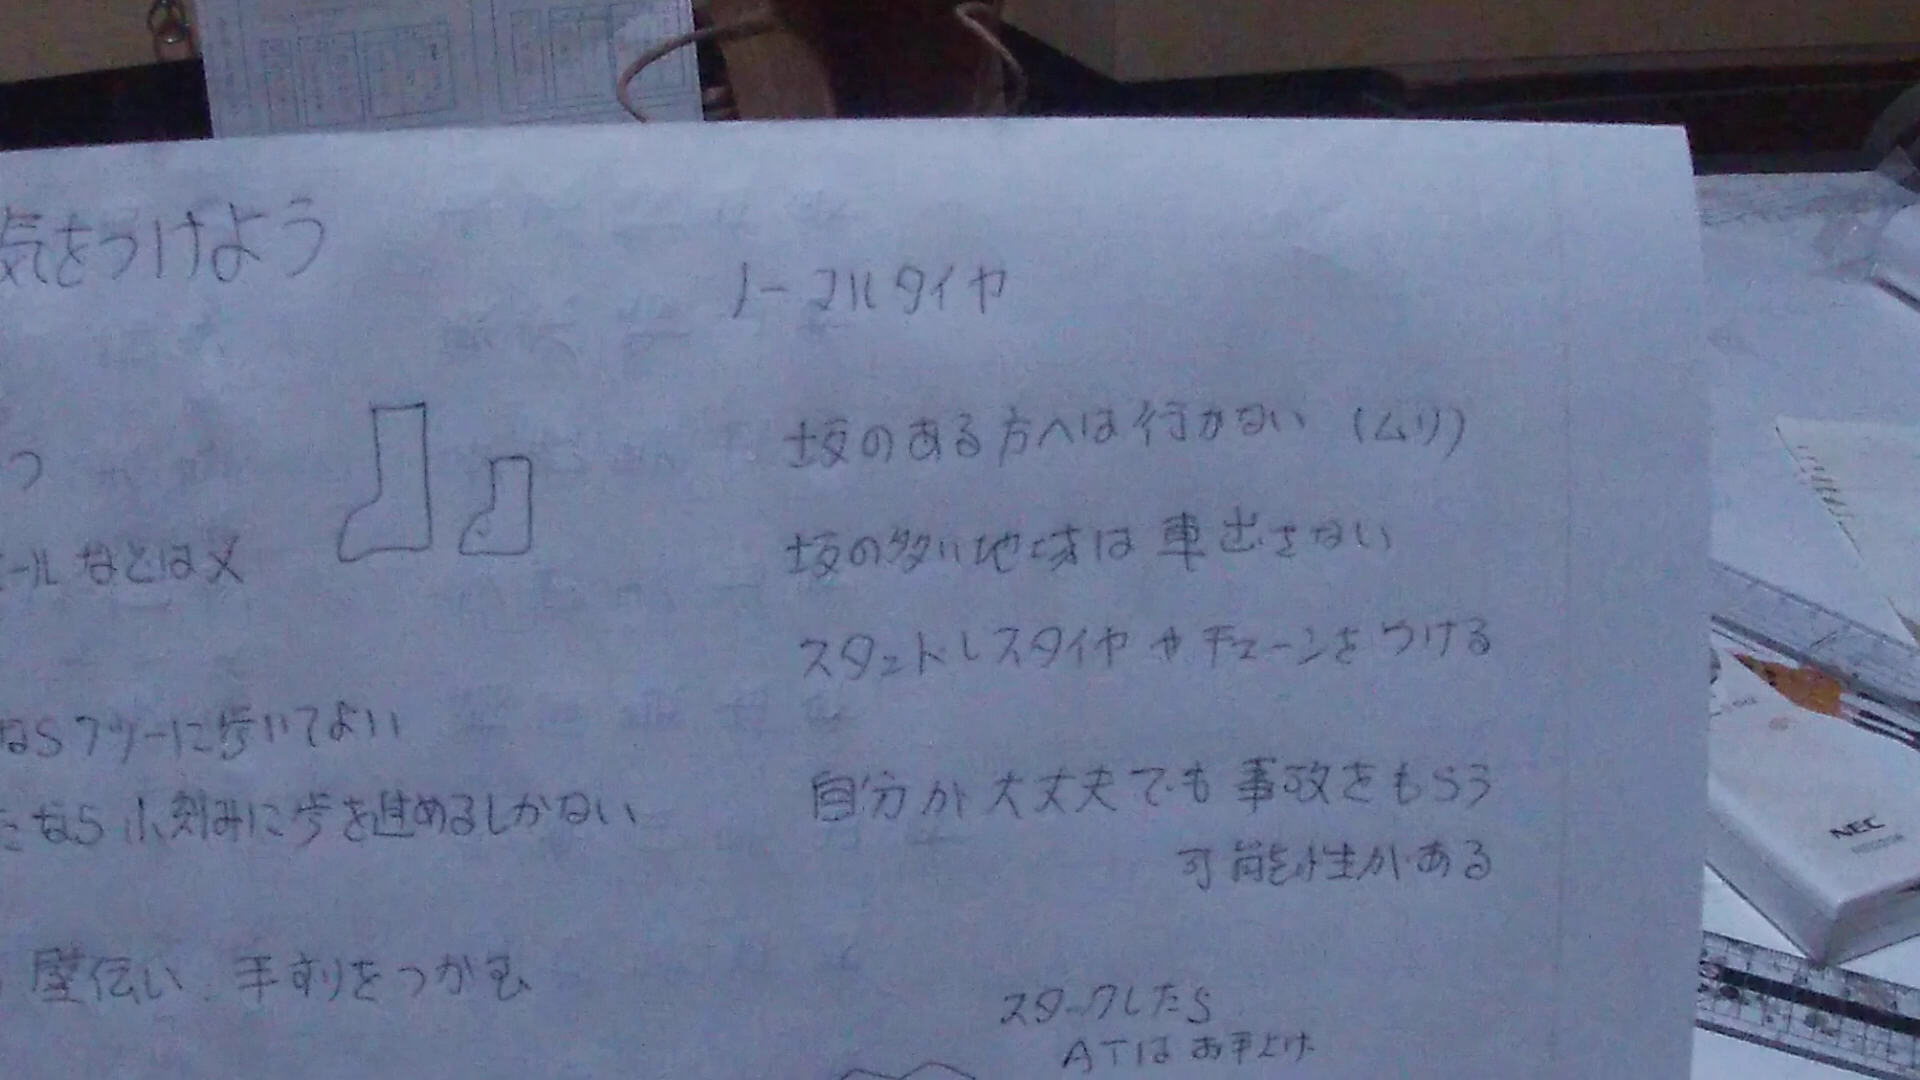 気をつけよう
つ
ールなどは×
ならフツーに歩いてよい
たなら小刻みに歩を進めるしかない
壁伝い 手すりをつかむ
ノーマルタイヤ
坂のある方へは行かない (ムリ)
坂の多い地域は車出さない
スタットレスタイヤやチェーンをつける
自分が大丈夫でも事故をもらう
可能性がある
スタックしたら
ATはお手上げ
NEC